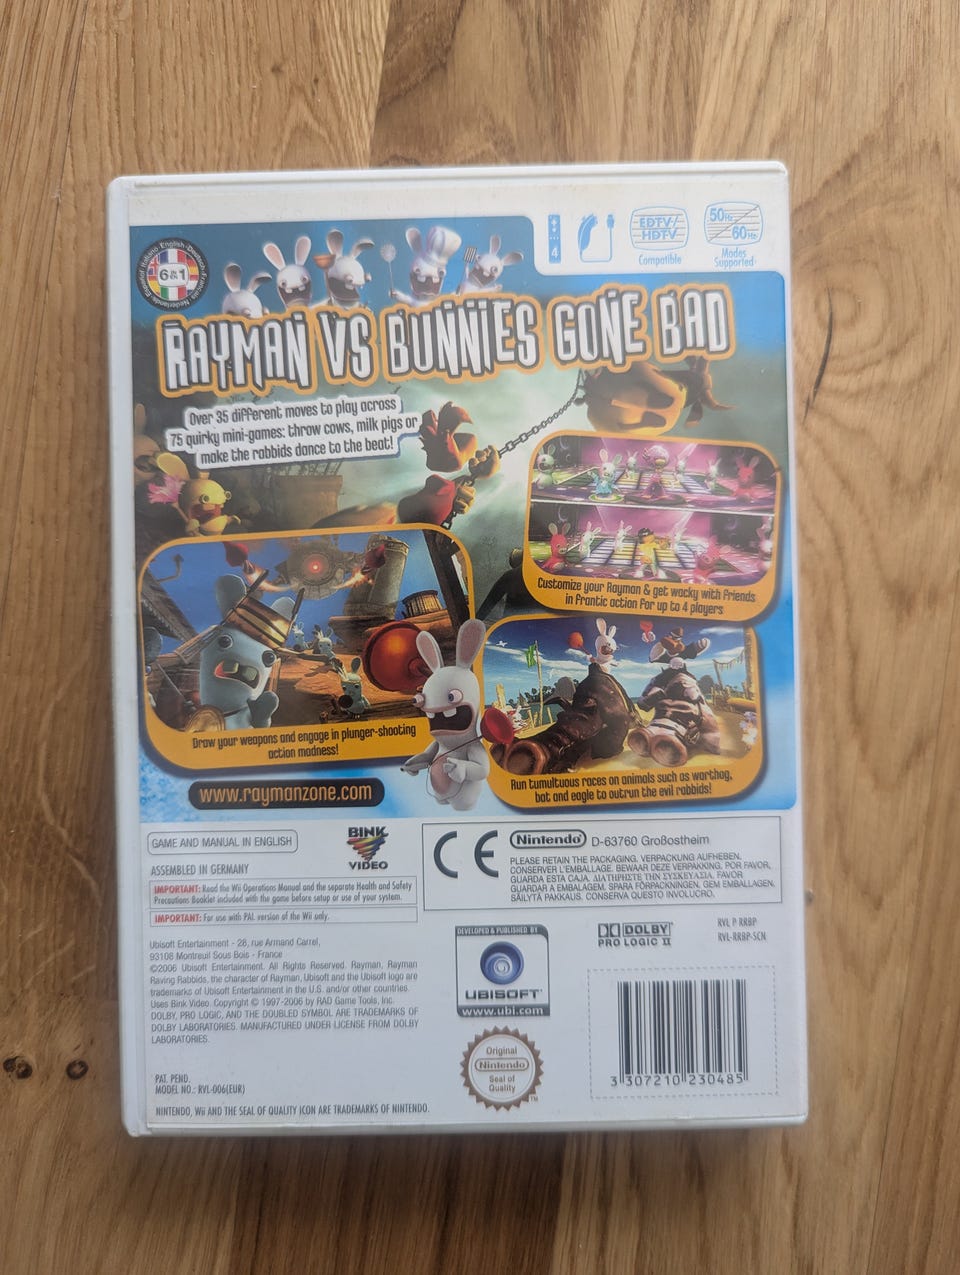 English·Deutsch·Français
Nederlands·Español·Italiano
6 in 1
4
EDTV/
HDTV
Compatible
50Hz
60Hz
Modes
Supported
RAYMAN VS BUNNIES GONE BAD
Over 35 different moves to play across
75 quirky mini-games: throw cows, milk pigs or
make the rabbids dance to the beat!
Customize your Rayman & get wacky with friends
in frantic action for up to 4 players
Draw your weapons and engage in plunger-shooting
action madness!
Run tumultuous races on animals such as warthog,
bat and eagle to outrun the evil rabbids!
www.raymanzone.com
GAME AND MANUAL IN ENGLISH
BINK
VIDEO
ASSEMBLED IN GERMANY
IMPORTANT: Read the Wii Operations Manual and the separate Health and Safety
Precautions Booklet included with the game before setup or use of your system.
IMPORTANT: For use with PAL version of the Wii only.
CE
Nintendo® D-63760 Großostheim
PLEASE RETAIN THE PACKAGING. VERPACKUNG AUFHEBEN.
CONSERVER L'EMBALLAGE. BEWAAR DEZE VERPAKKING. POR FAVOR,
GUARDA ESTA CAJA. ΔΙΑΤΗΡΗΣΤΕ ΤΗΝ ΣΥΣΚΕΥΑΣΙΑ. FAVOR
GUARDAR A EMBALAGEM. SPARA FÖRPACKNINGEN. GEM EMBALLAGEN.
SÄILYTÄ PAKKAUS. CONSERVA QUESTO INVOLUCRO.
Ubisoft Entertainment - 28, rue Armand Carrel,
93108 Montreuil Sous Bois - France
©2006 Ubisoft Entertainment. All Rights Reserved. Rayman, Rayman
Raving Rabbids, the character of Rayman, Ubisoft and the Ubisoft logo are
trademarks of Ubisoft Entertainment in the U.S. and/or other countries.
Uses Bink Video. Copyright © 1997-2006 by RAD Game Tools, Inc.
DOLBY, PRO LOGIC, AND THE DOUBLED SYMBOL ARE TRADEMARKS OF
DOLBY LABORATORIES. MANUFACTURED UNDER LICENSE FROM DOLBY
LABORATORIES.
DEVELOPED & PUBLISHED BY
UBISOFT
www.ubi.com
DOLBY
PRO LOGIC II
RVL P RRBP
RVL-RRBP-SCN
Original
Nintendo
Seal of
Quality
TM
3 307210 230485
PAT. PEND.
MODEL NO.: RVL-006(EUR)
NINTENDO, Wii AND THE SEAL OF QUALITY ICON ARE TRADEMARKS OF NINTENDO.